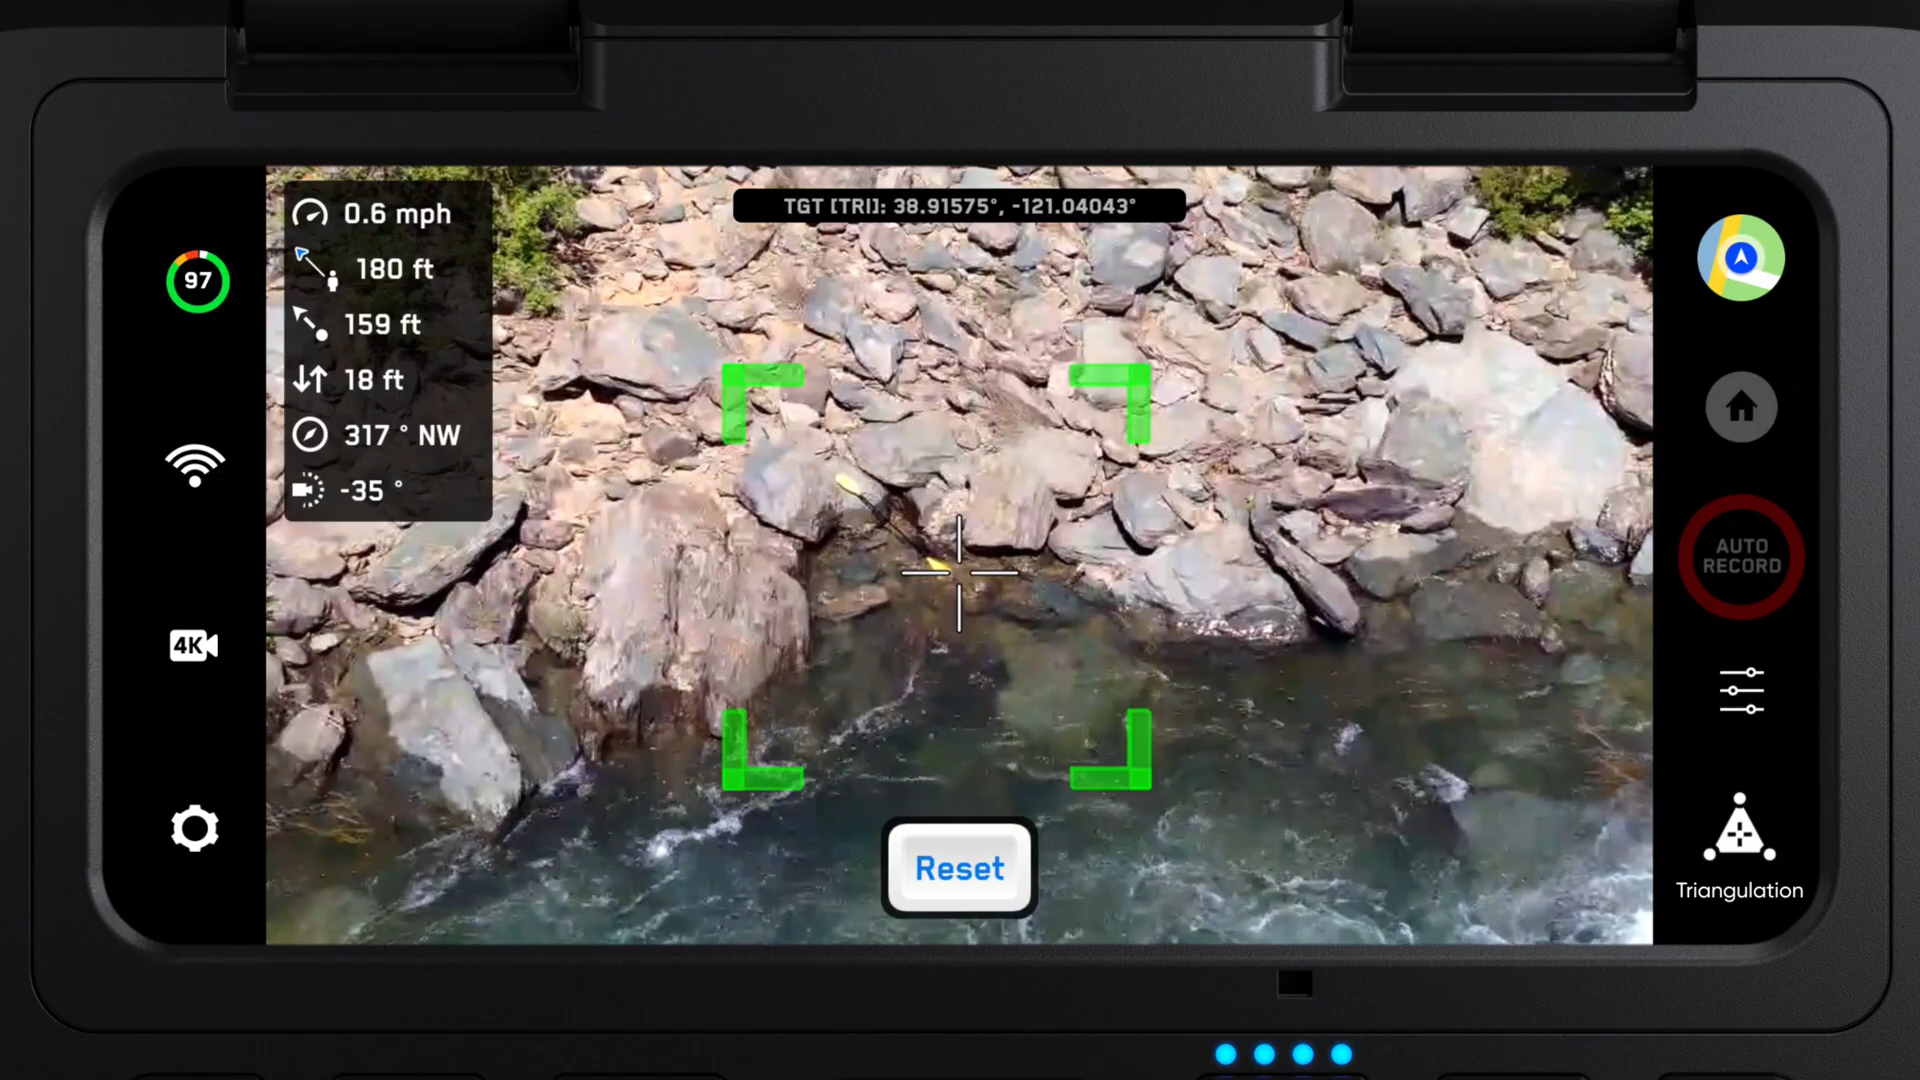 0.6 mph
180 ft
159 ft
18 ft
317 ° NW
-35 °
TGT [TRI]: 38.91575°, -121.04043°
97
4K
AUTO
RECORD
Triangulation
Reset